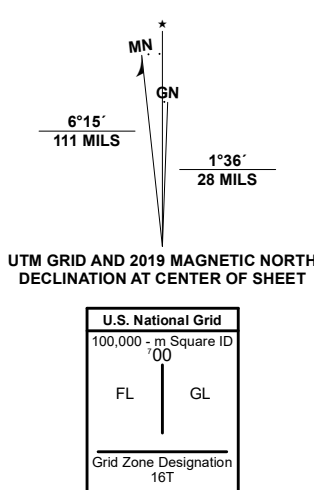 ★
MN
GN
6°15´
111 MILS
1°36´
28 MILS
UTM GRID AND 2019 MAGNETIC NORTH
DECLINATION AT CENTER OF SHEET
U.S. National Grid
100,000 - m Square ID
⁷00
FL GL
Grid Zone Designation
16T